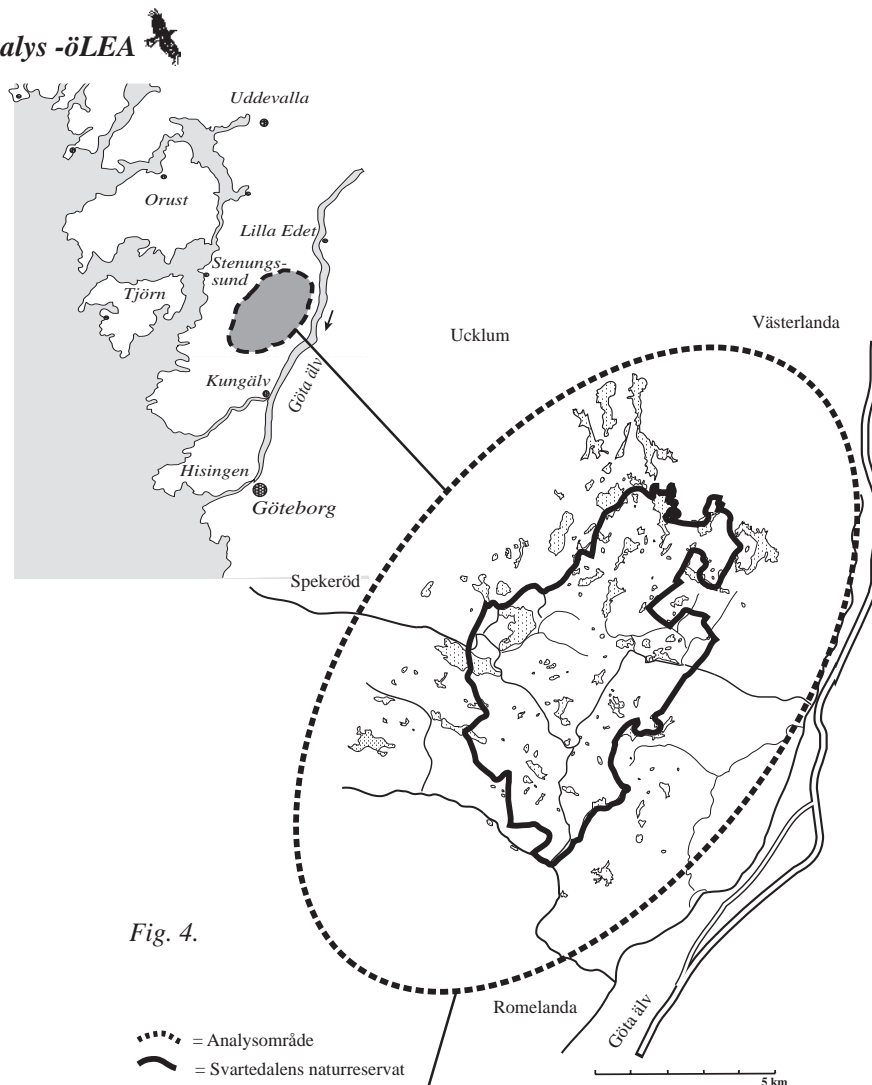 alys -öLEA
Uddevalla
Orust
Lilla Edet
Stenungs-
sund
Tjörn
Göta älv
Kungälv
Hisingen
Göteborg
Ucklum
Västerlanda
Spekeröd
Fig. 4.
Romelanda
Göta älv
= Analysområde
= Svartedalens naturreservat
5 km